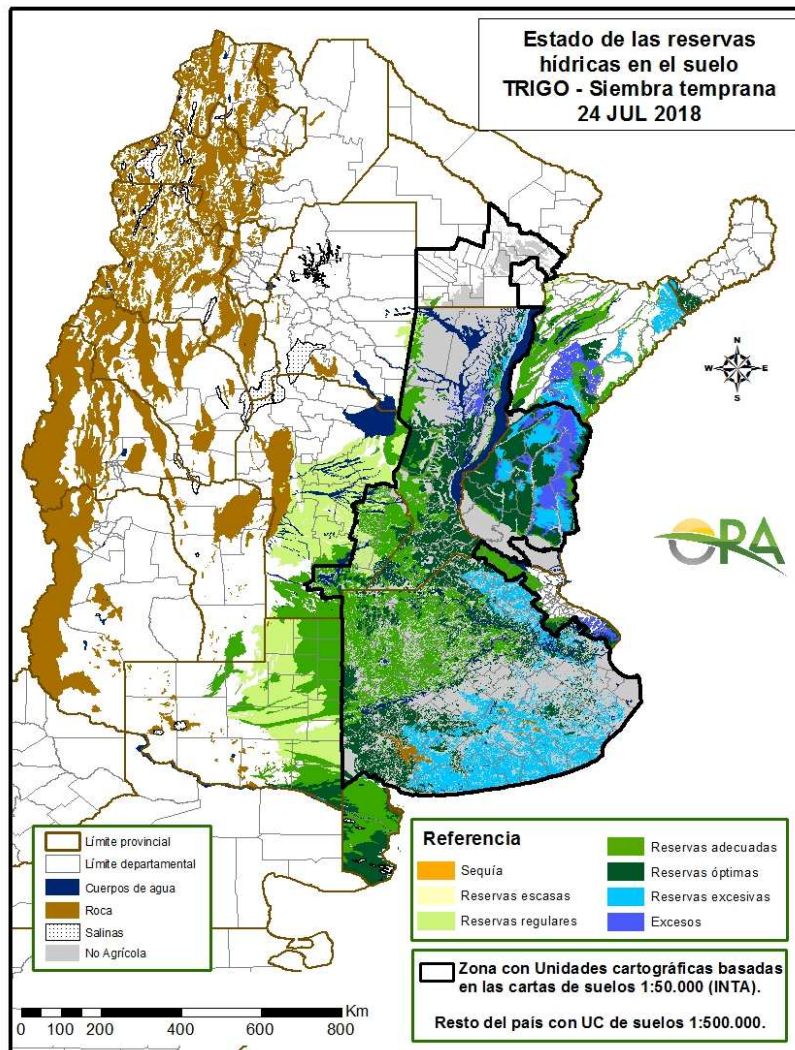 Estado de las reservas
hídricas en el suelo
TRIGO - Siembra temprana
24 JUL 2018
N
W E
S
ORA
Límite provincial
Límite departamental
Cuerpos de agua
Roca
Salinas
No Agrícola
Referencia
Sequía
Reservas escasas
Reservas regulares
Reservas adecuadas
Reservas óptimas
Reservas excesivas
Excesos
Zona con Unidades cartográficas basadas
en las cartas de suelos 1:50.000 (INTA).
Resto del país con UC de suelos 1:500.000.
Km
0 50 100 200 400 600 800